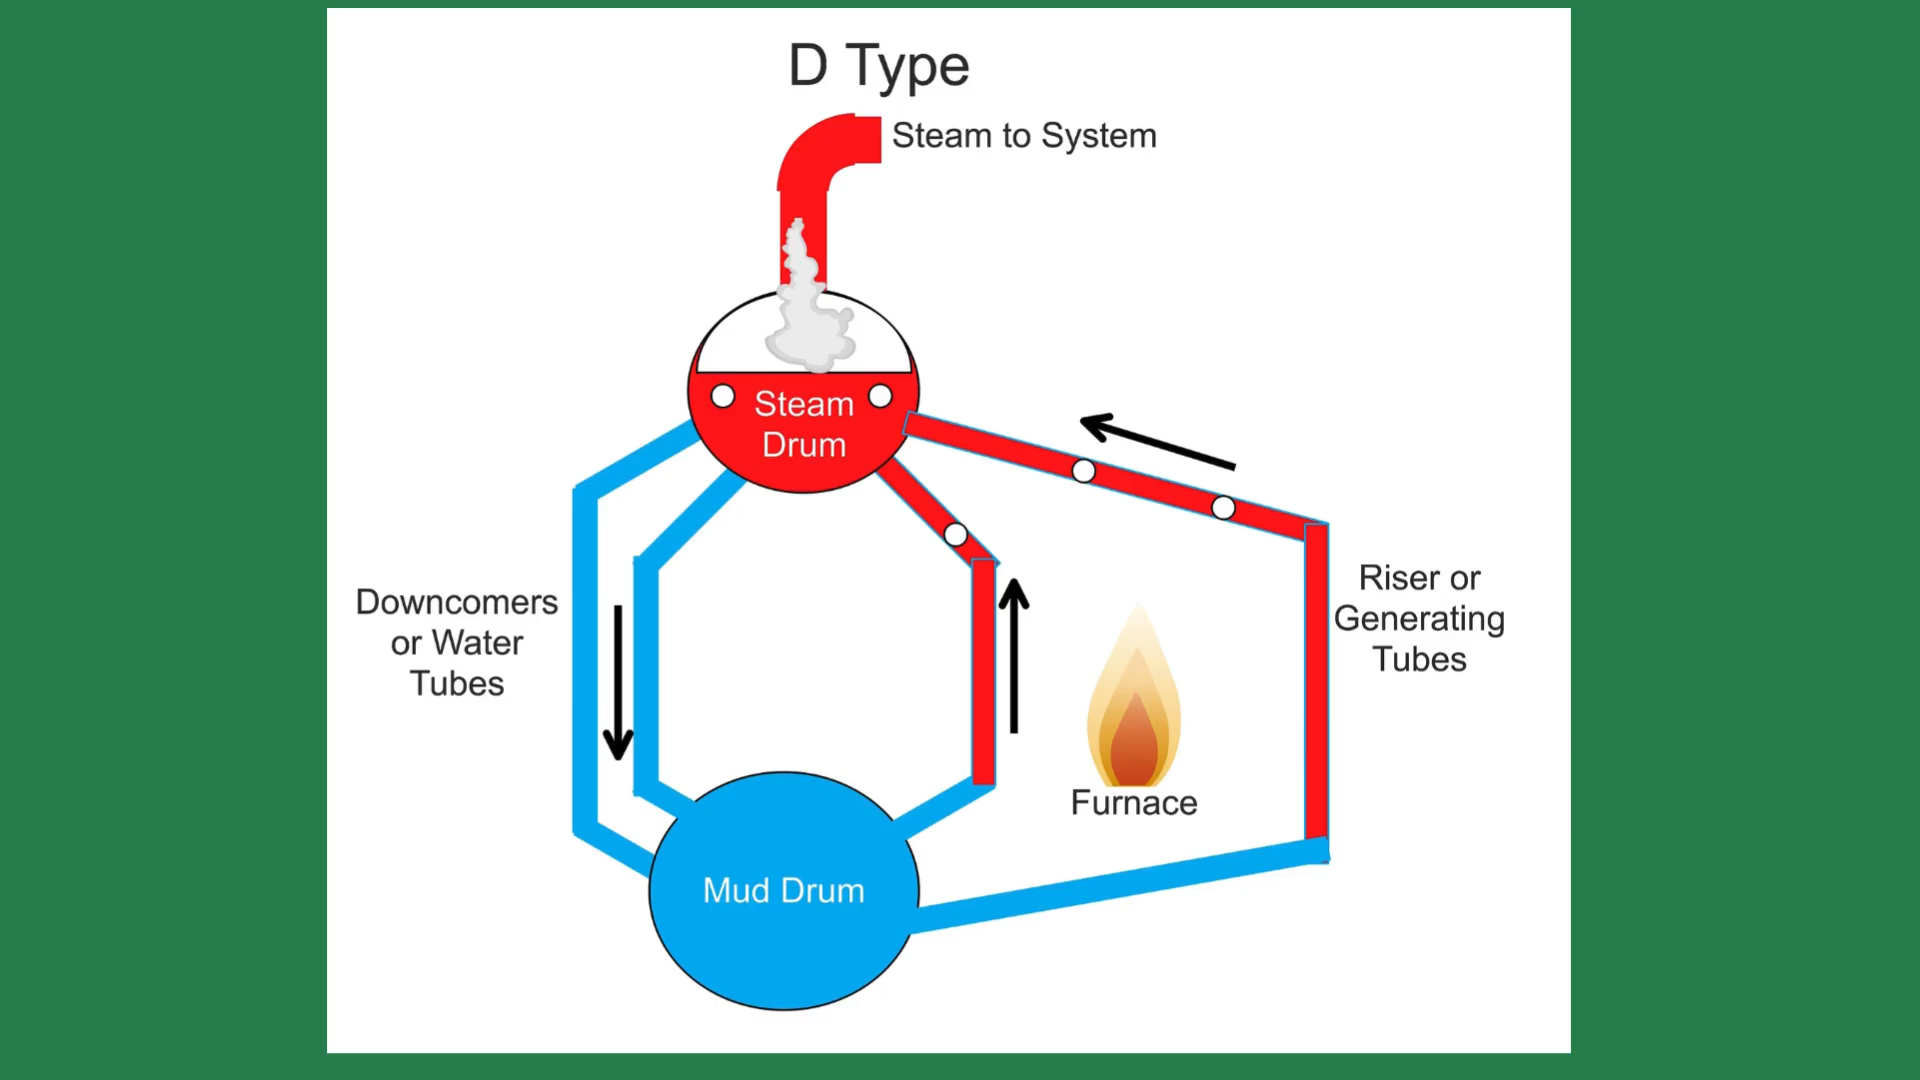 D Type
Steam to System
Steam
Drum
Downcomers
or Water
Tubes
Riser or
Generating
Tubes
Furnace
Mud Drum